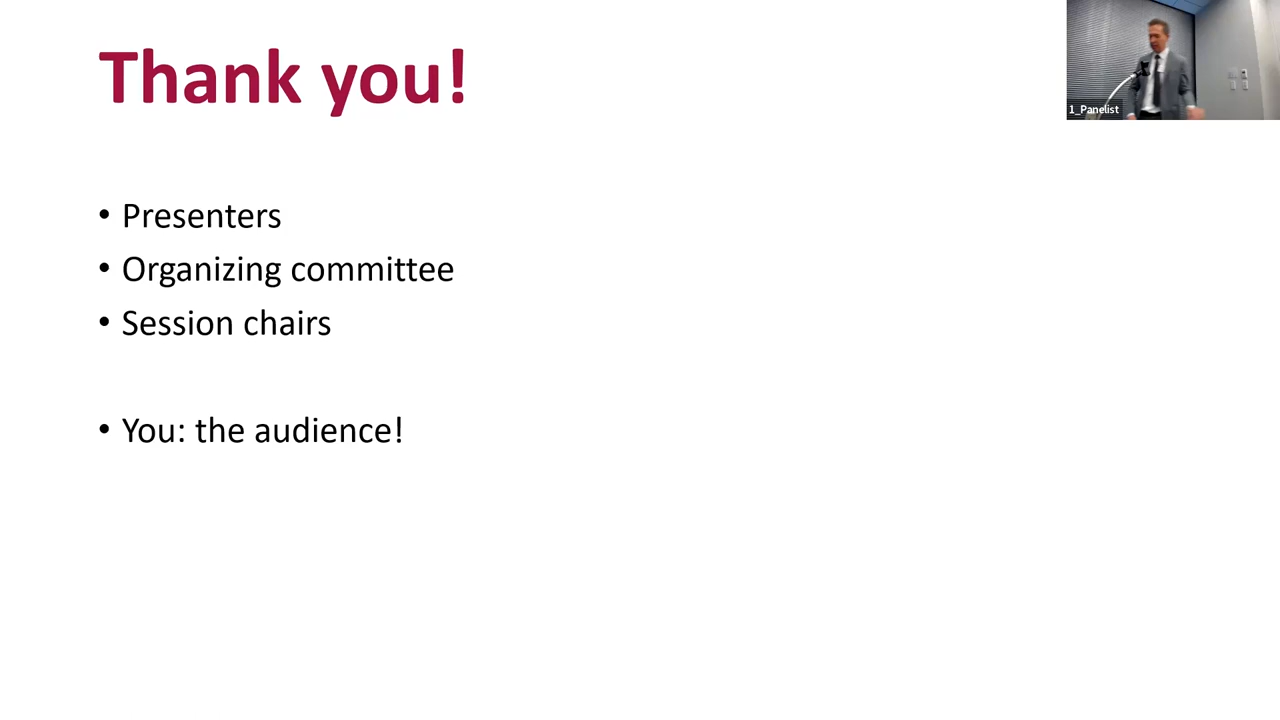 Thank you!
• Presenters
• Organizing committee
• Session chairs
• You: the audience!
1_Panelist